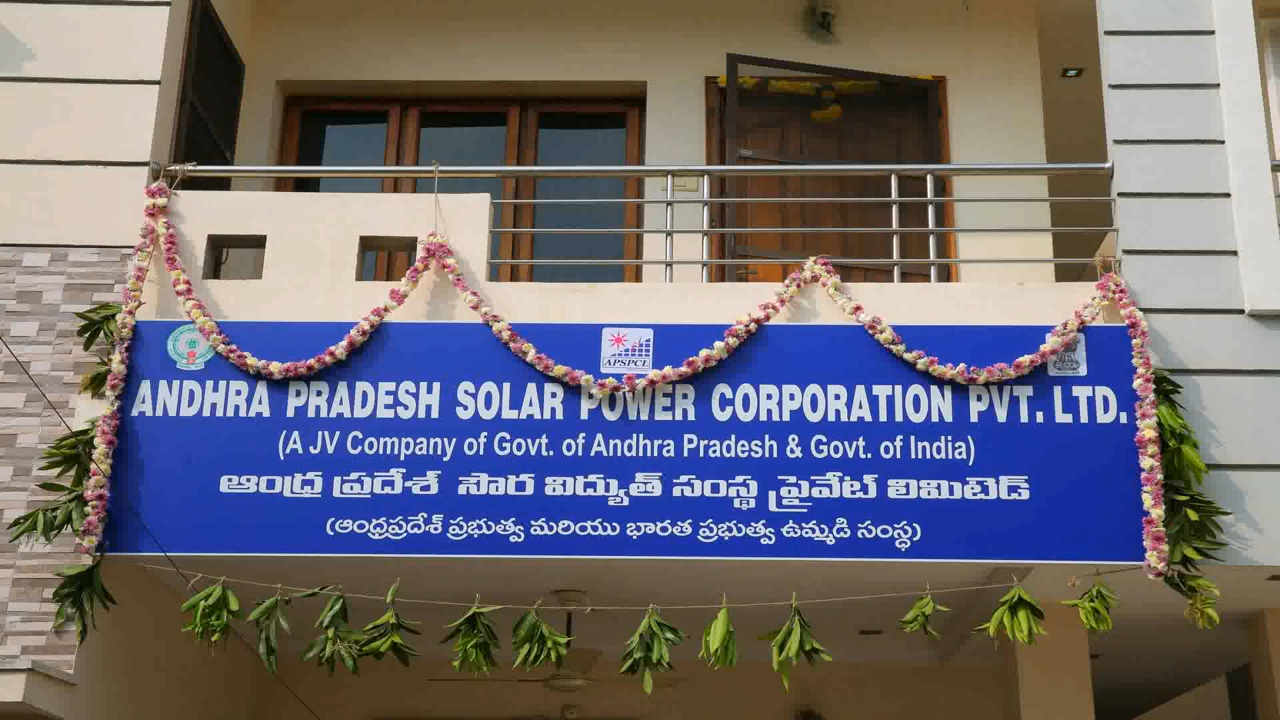 APSPCL
ANDHRA PRADESH SOLAR POWER CORPORATION PVT. LTD.
(A JV Company of Govt. of Andhra Pradesh & Govt. of India)
ఆంధ్ర ప్రదేశ్ సౌర విద్యుత్ సంస్థ ప్రైవేట్ లిమిటెడ్
(ఆంధ్రప్రదేశ్ ప్రభుత్వ మరియు భారత ప్రభుత్వ ఉమ్మడి సంస్థ)